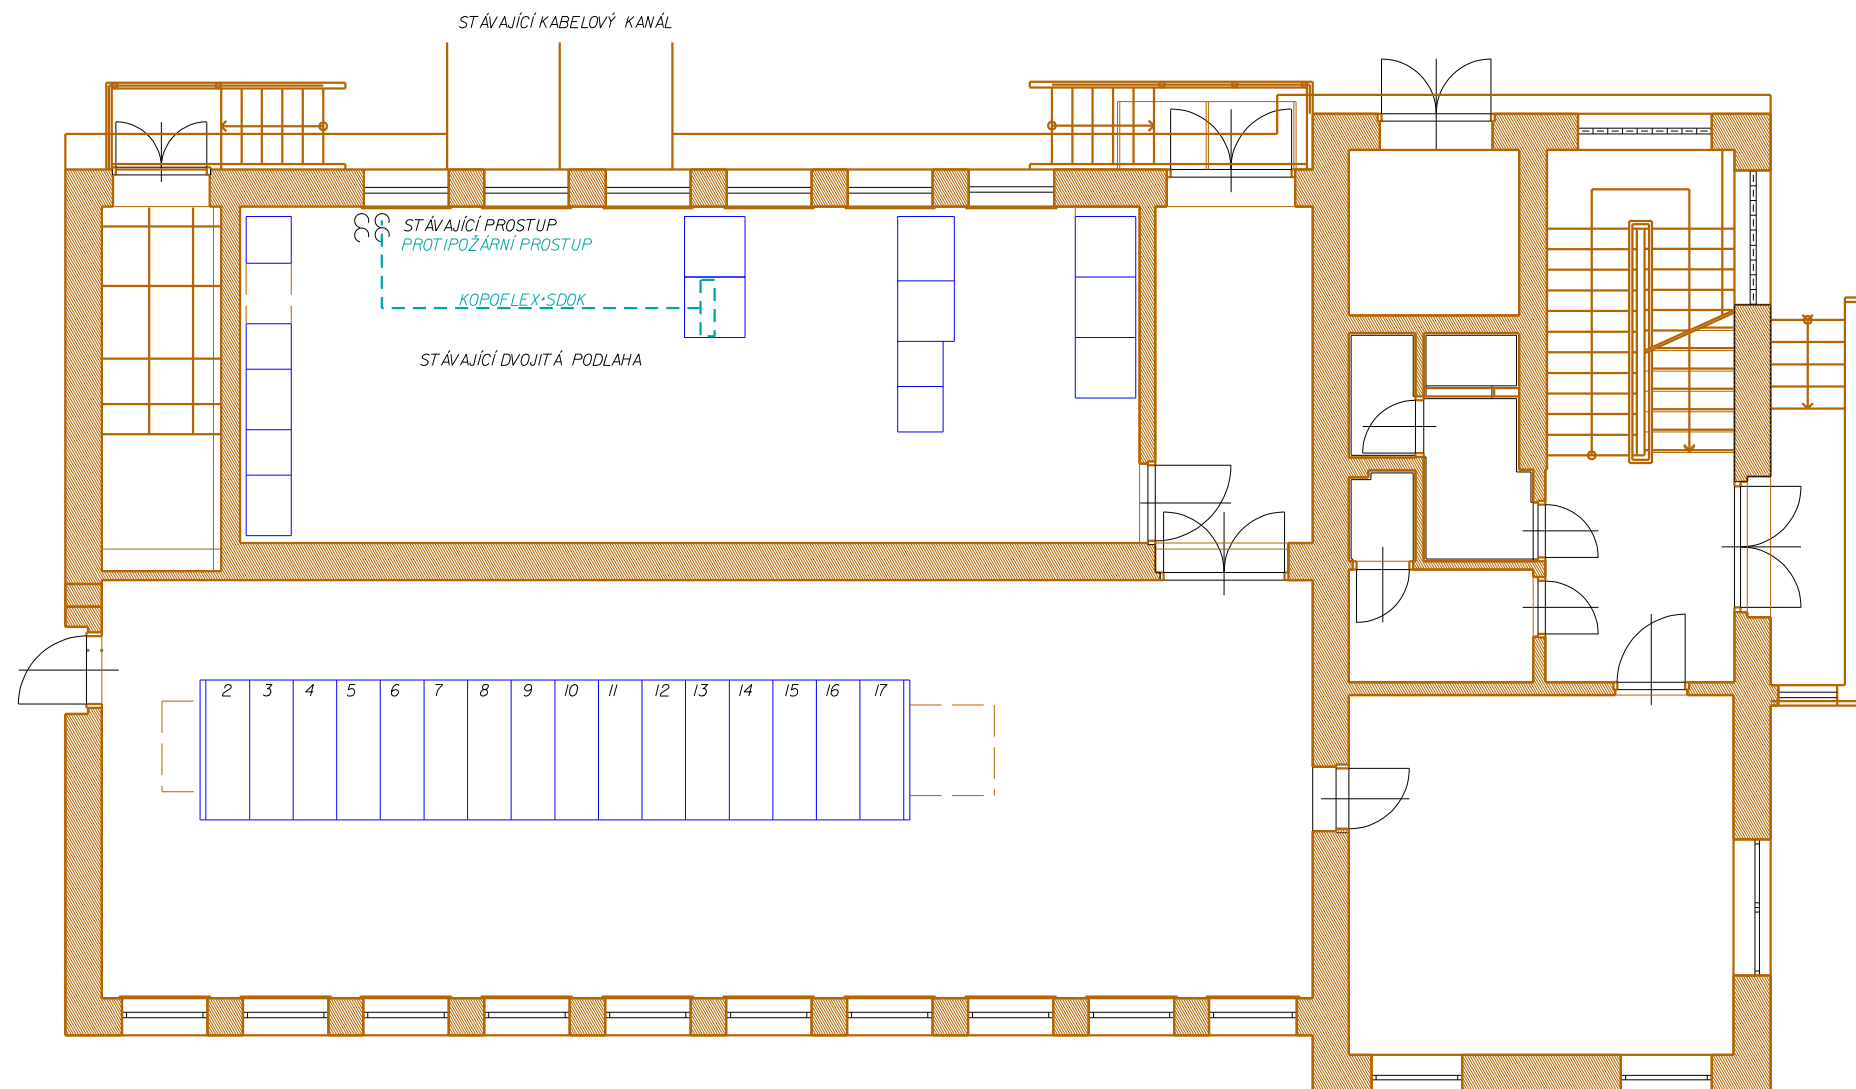 STÁVAJÍCÍ KABELOVÝ KANÁL
STÁVAJÍCÍ PROSTUP
PROTIPOŽÁRNÍ PROSTUP
KOPOFLEX+SDOK
STÁVAJÍCÍ DVOJITÁ PODLAHA
2 3 4 5 6 7 8 9 10 11 12 13 14 15 16 17